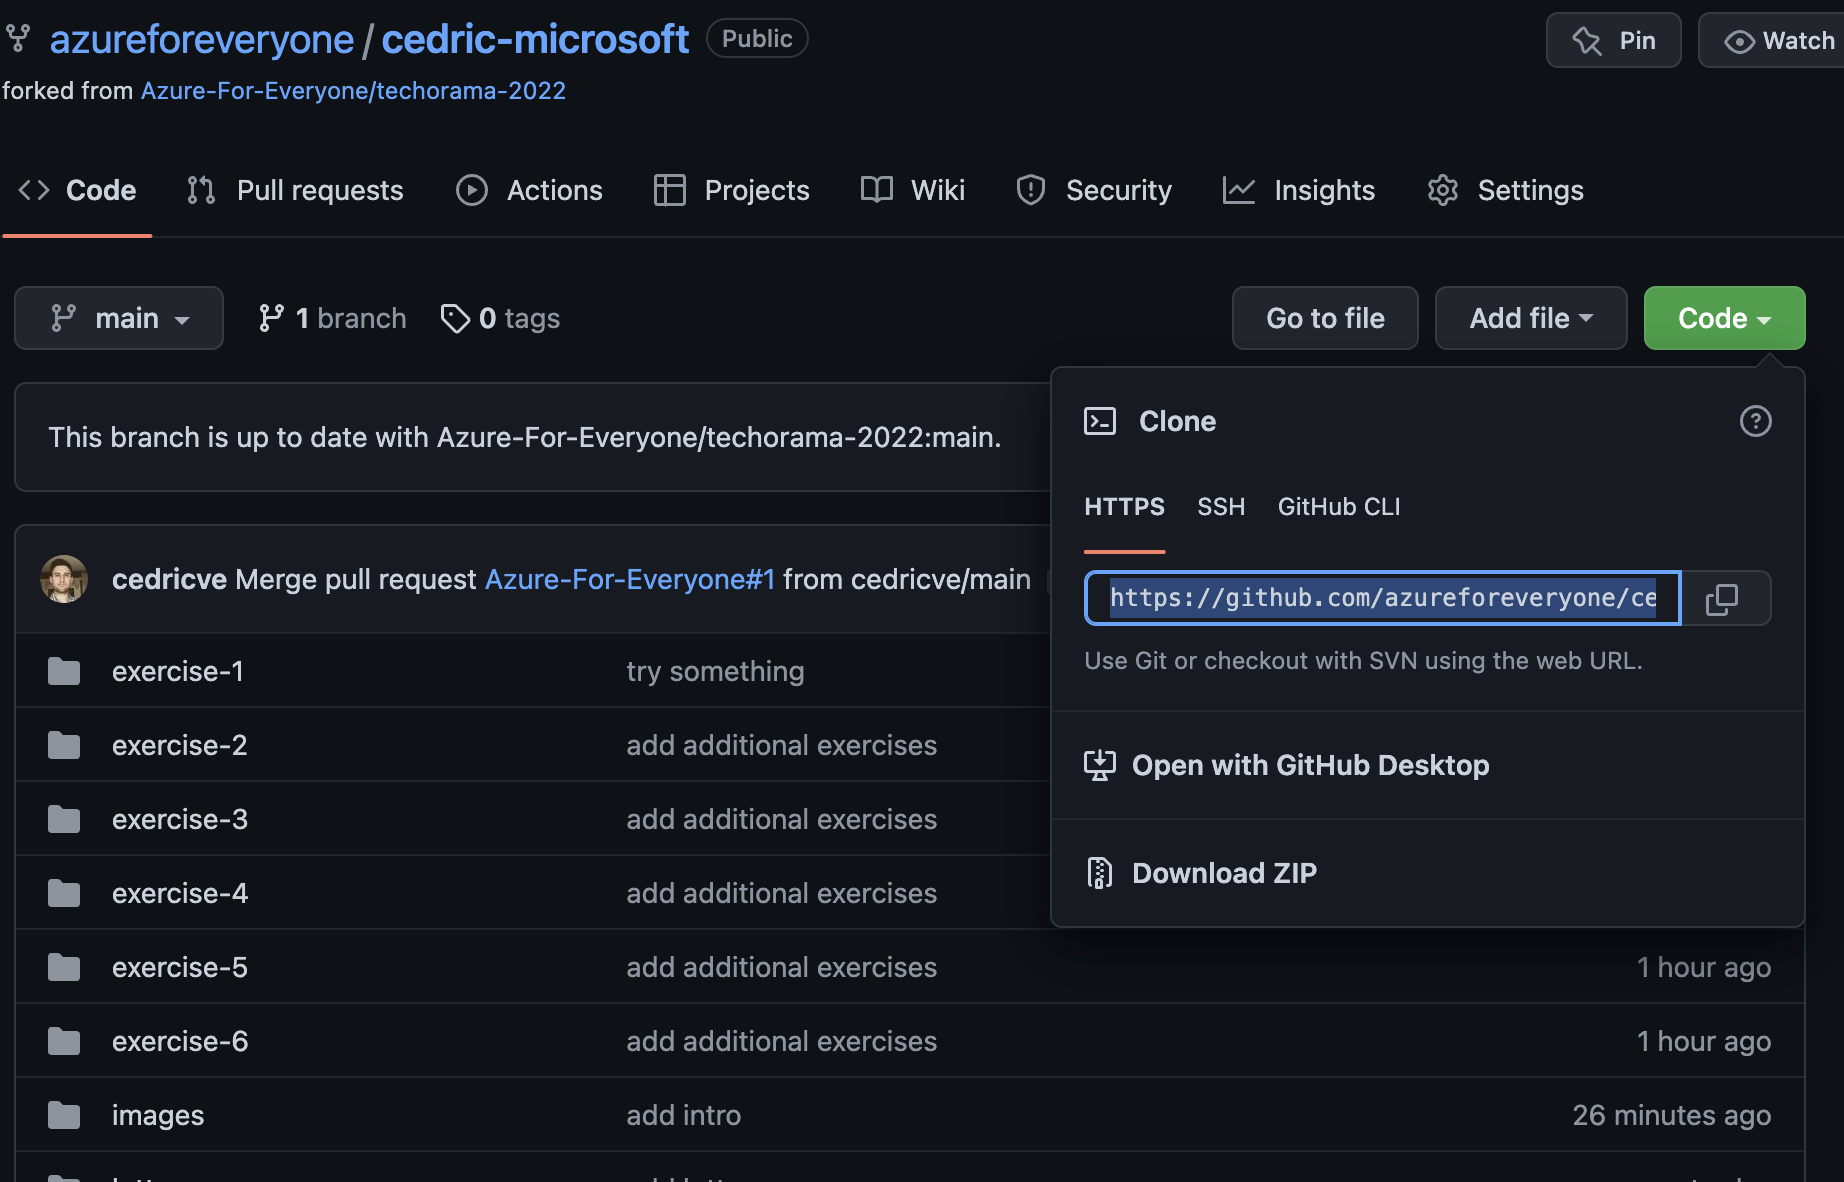 azureforeveryone / cedric-microsoft Public
Pin
Watch
forked from Azure-For-Everyone/techorama-2022
Code
Pull requests
Actions
Projects
Wiki
Security
Insights
Settings
main
1 branch
0 tags
Go to file
Add file
Code
This branch is up to date with Azure-For-Everyone/techorama-2022:main.
Clone
HTTPS
SSH
GitHub CLI
https://github.com/azureforeveryone/ce
Use Git or checkout with SVN using the web URL.
Open with GitHub Desktop
Download ZIP
cedricve Merge pull request Azure-For-Everyone#1 from cedricve/main
exercise-1 try something
exercise-2 add additional exercises
exercise-3 add additional exercises
exercise-4 add additional exercises
exercise-5 add additional exercises 1 hour ago
exercise-6 add additional exercises 1 hour ago
images add intro 26 minutes ago